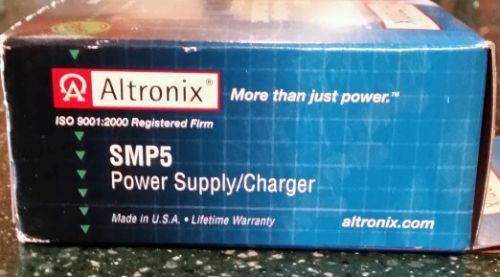 Altronix® More than just power.™
ISO 9001:2000 Registered Firm
SMP5
Power Supply/Charger
Made in U.S.A. • Lifetime Warranty altronix.com